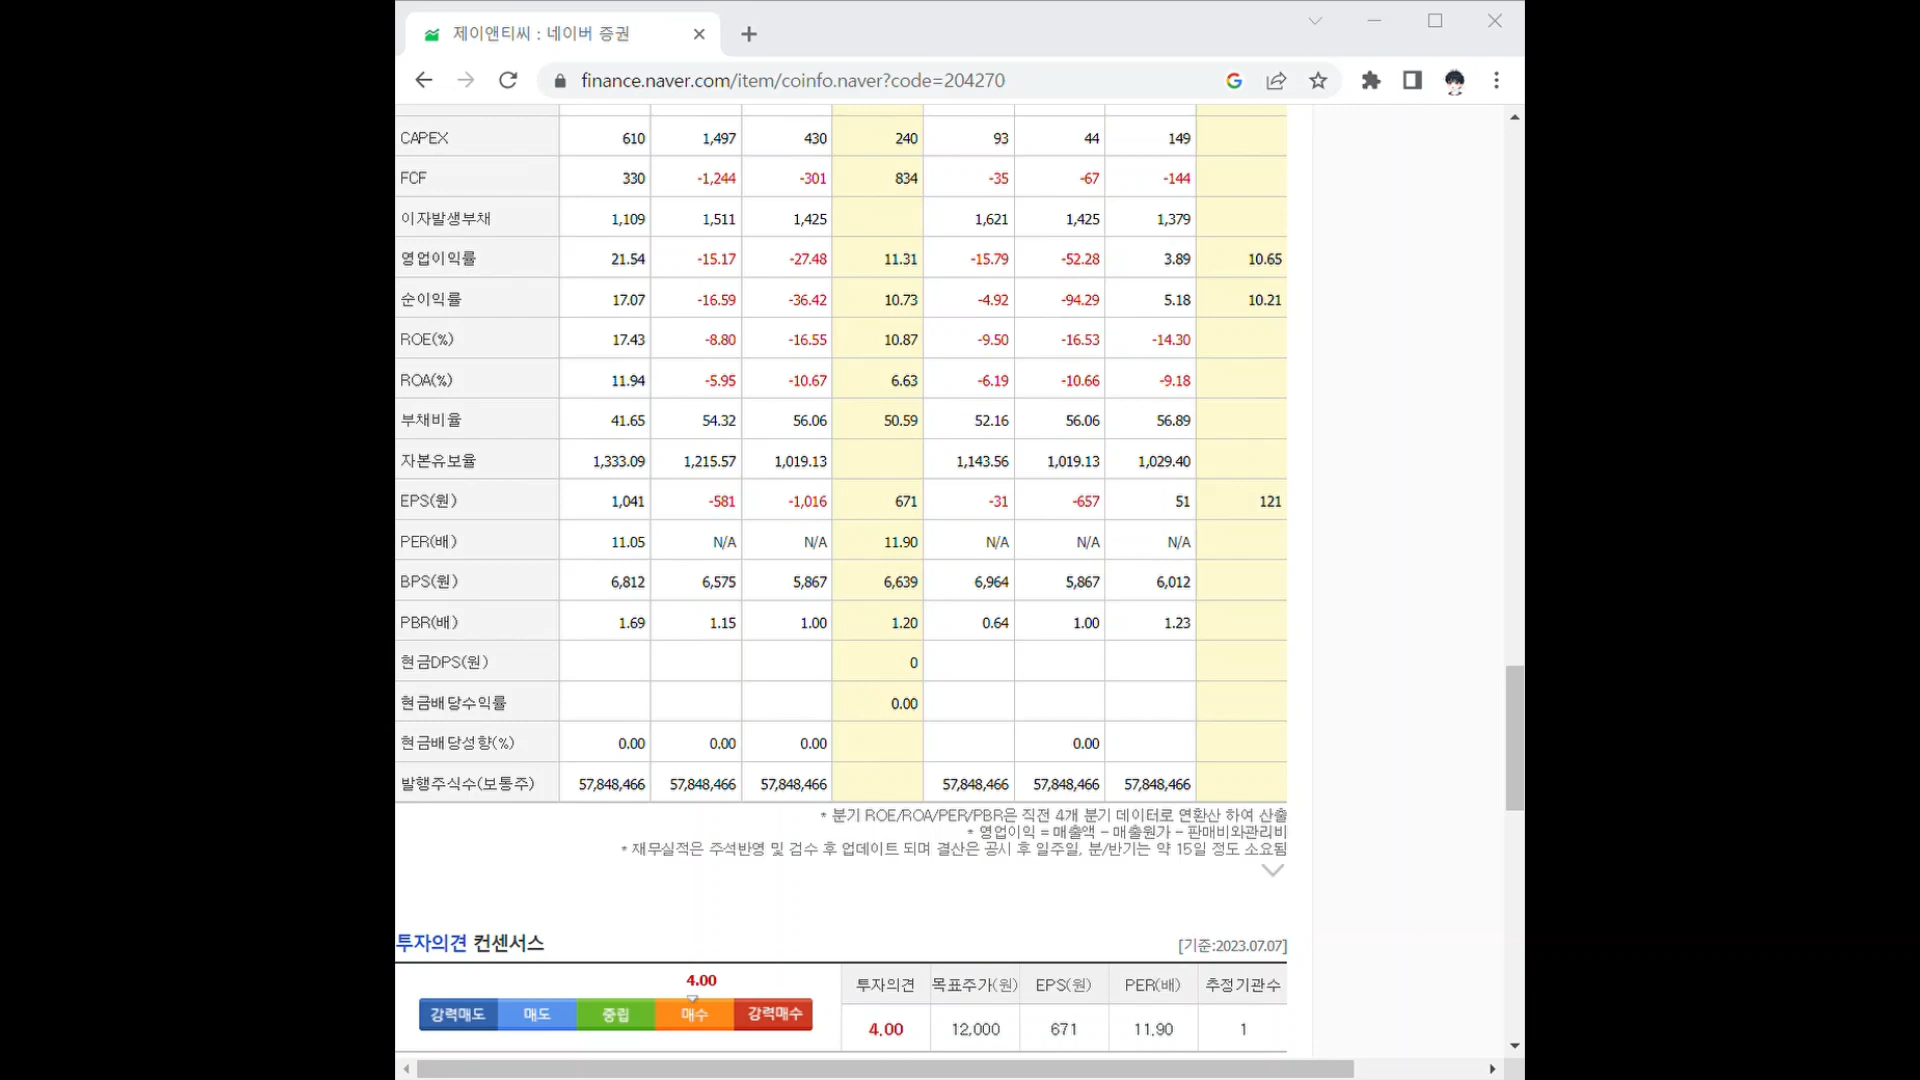 제이앤티씨 : 네이버 증권
finance.naver.com/item/coinfo.naver?code=204270
CAPEX 610 1,497 430 240 93 44 149
FCF 330 -1,244 -301 834 -35 -67 -144
이자발생부채 1,109 1,511 1,425 1,621 1,425 1,379
영업이익률 21.54 -15.17 -27.48 11.31 -15.79 -52.28 3.89 10.65
순이익률 17.07 -16.59 -36.42 10.73 -4.92 -94.29 5.18 10.21
ROE(%) 17.43 -8.80 -16.55 10.87 -9.50 -16.53 -14.30
ROA(%) 11.94 -5.95 -10.67 6.63 -6.19 -10.66 -9.18
부채비율 41.65 54.32 56.06 50.59 52.16 56.06 56.89
자본유보율 1,333.09 1,215.57 1,019.13 1,143.56 1,019.13 1,029.40
EPS(원) 1,041 -581 -1,016 671 -31 -657 51 121
PER(배) 11.05 N/A N/A 11.90 N/A N/A N/A
BPS(원) 6,812 6,575 5,867 6,639 6,964 5,867 6,012
PBR(배) 1.69 1.15 1.00 1.20 0.64 1.00 1.23
현금DPS(원) 0
현금배당수익률 0.00
현금배당성향(%) 0.00 0.00 0.00 0.00
발행주식수(보통주) 57,848,466 57,848,466 57,848,466 57,848,466 57,848,466 57,848,466
* 분기 ROE/ROA/PER/PBR은 직전 4개 분기 데이터로 연환산 하여 산출
* 영업이익 = 매출액 - 매출원가 - 판매비와관리비
* 재무실적은 주석반영 및 검수 후 업데이트 되며 결산은 공시 후 일주일, 분/반기는 약 15일 정도 소요됨
투자의견 컨센서스 [기준:2023.07.07]
4.00
강력매도 매도 중립 매수 강력매수
투자의견 목표주가(원) EPS(원) PER(배) 추정기관수
4.00 12,000 671 11.90 1